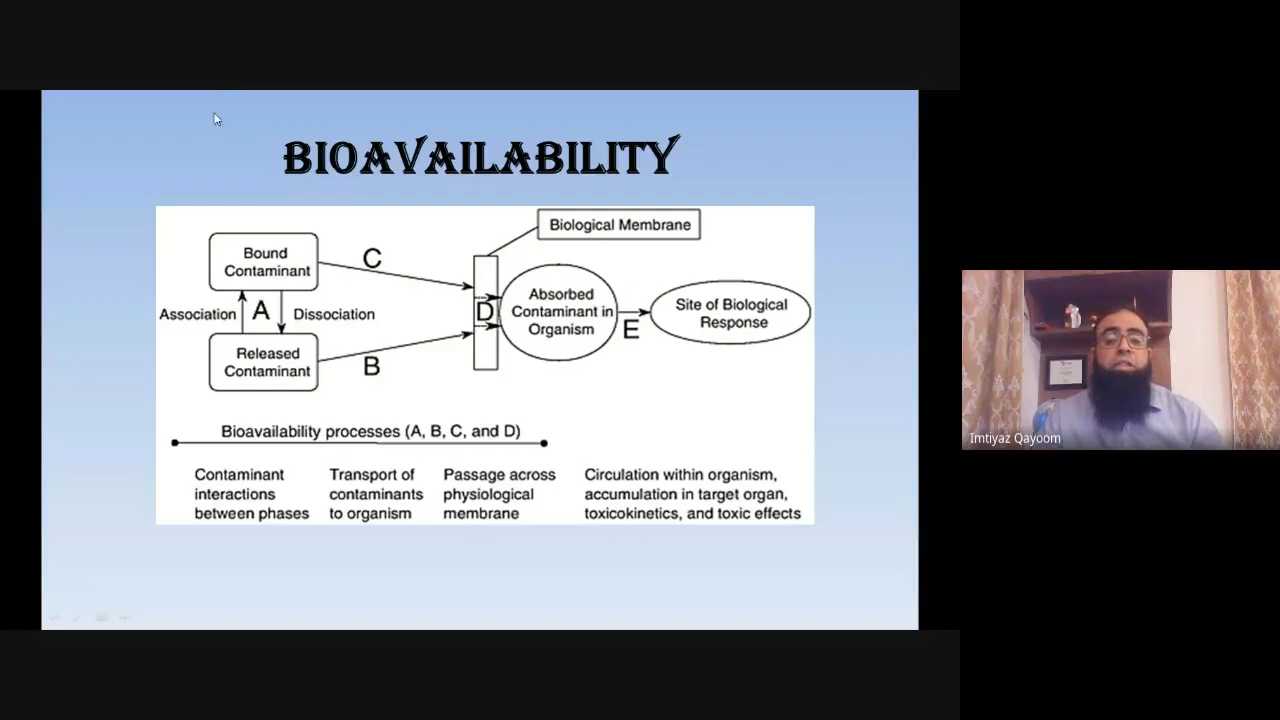 BIOAVAILABILITY
Biological Membrane
Bound
Contaminant
C
Association
A
Dissociation
Released
Contaminant
B
D
Absorbed
Contaminant in
Organism
E
Site of Biological
Response
Bioavailability processes (A, B, C, and D)
Contaminant
interactions
between phases
Transport of
contaminants
to organism
Passage across
physiological
membrane
Circulation within organism,
accumulation in target organ,
toxicokinetics, and toxic effects
Imtiyaz Qayoom